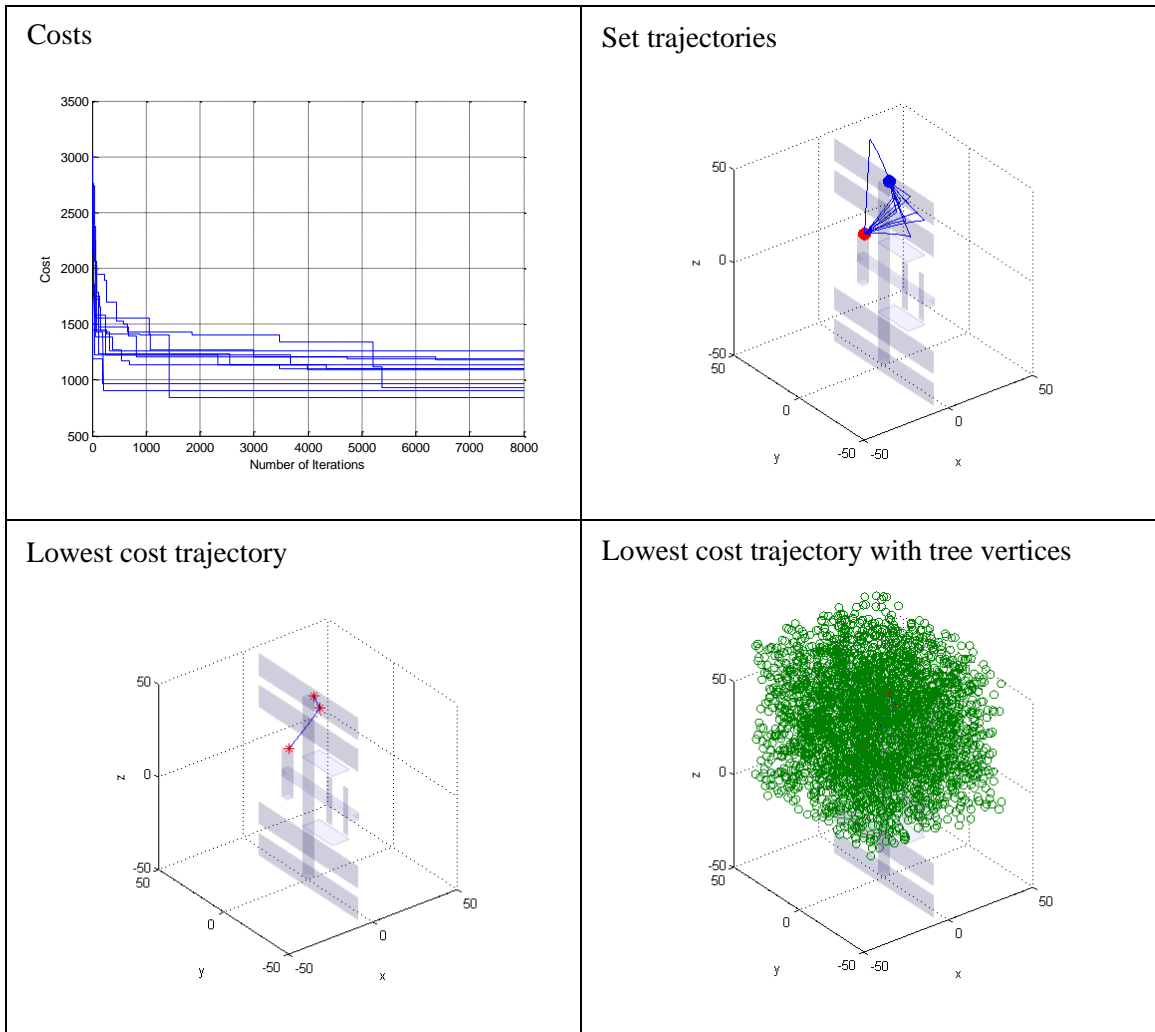 Costs
3500
3000
2500
2000
1500
1000
500
Cost
0 1000 2000 3000 4000 5000 6000 7000 8000
Number of Iterations
Set trajectories
50
0
-50
z
50
0
-50
y
-50
0
50
x
Lowest cost trajectory
50
0
-50
z
50
0
-50
y
-50
0
50
x
Lowest cost trajectory with tree vertices
50
0
-50
z
50
0
-50
y
-50
0
50
x